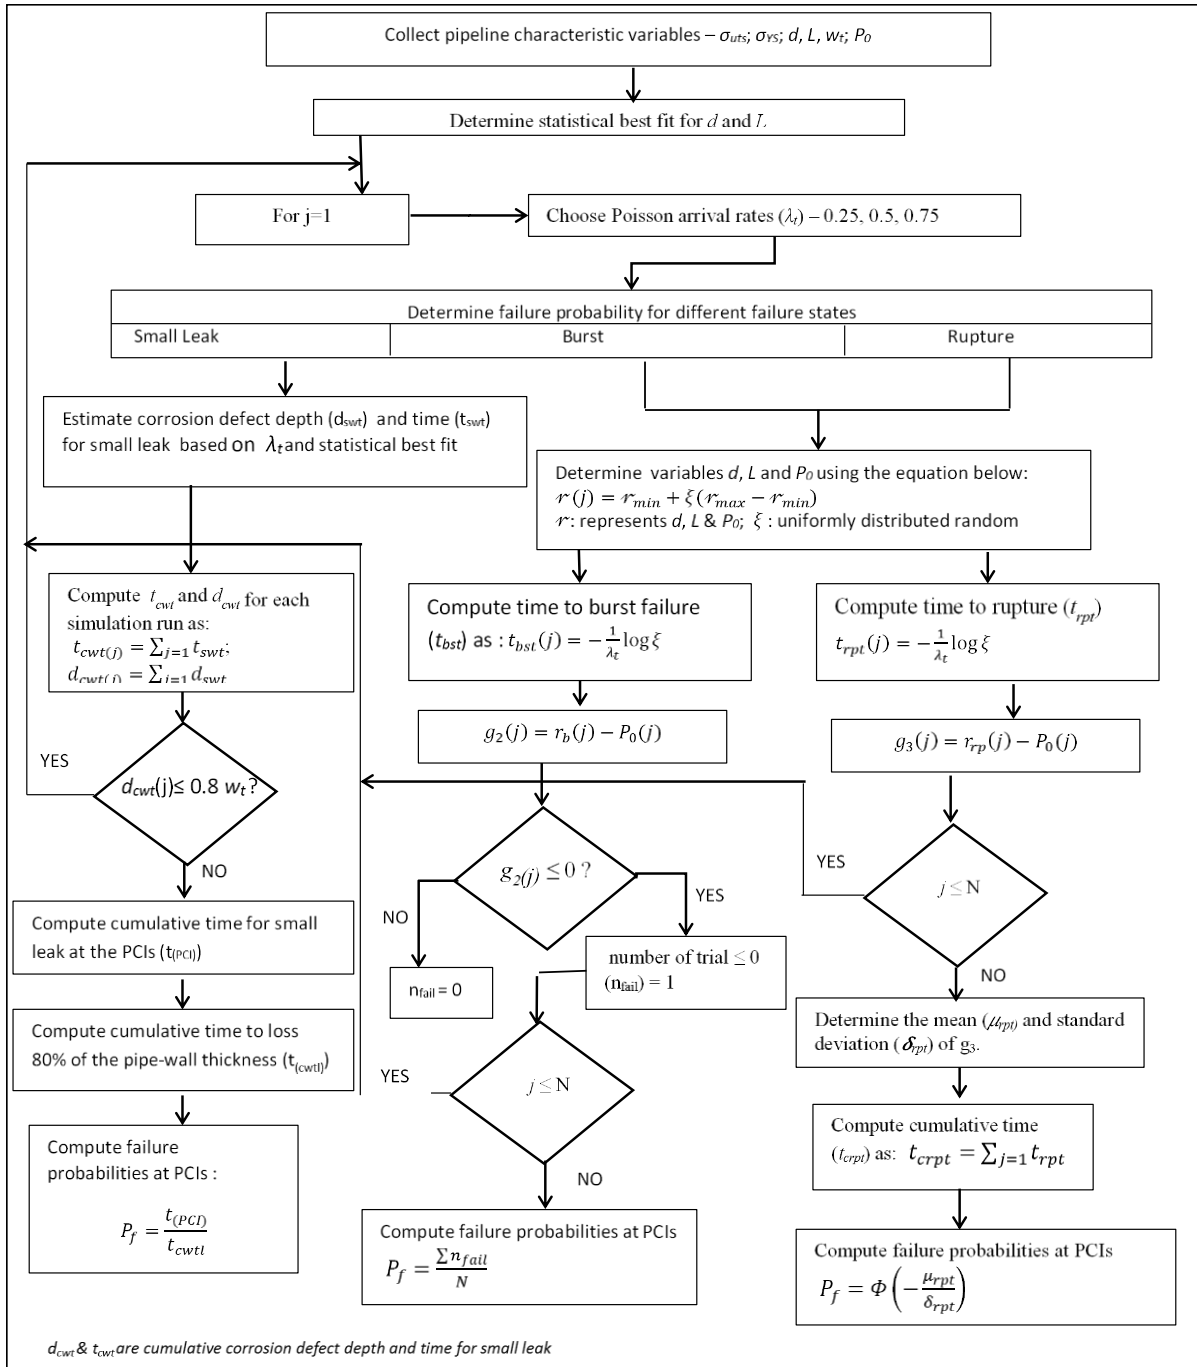 Collect pipeline characteristic variables – σuts; σYS; d, L, wt; P0
Determine statistical best fit for d and L
For j=1
Choose Poisson arrival rates (λt) – 0.25, 0.5, 0.75
Determine failure probability for different failure states
Small Leak
Burst
Rupture
Estimate corrosion defect depth (dswt) and time (tswt)
for small leak based on λt and statistical best fit
Determine variables d, L and P0 using the equation below:
r(j) = rmin + ξ(rmax − rmin)
r: represents d, L & P0; ξ : uniformly distributed random
Compute tcwt and dcwt for each
simulation run as:
tcwt(j) = ∑j=1 tswt;
dcwt(j) = ∑j=1 dswt
Compute time to burst failure
(tbst) as : tbst(j) = −1/λt log ξ
Compute time to rupture (trpt)
trpt(j) = −1/λt log ξ
g2(j) = rb(j) − P0(j)
g3(j) = rrp(j) − P0(j)
YES
dcwt(j)≤ 0.8 wt?
NO
g2(j) ≤ 0 ?
NO
YES
YES
j ≤ N
NO
Compute cumulative time for small
leak at the PCIs (t(PCI))
nfail = 0
number of trial ≤ 0
(nfail) = 1
Compute cumulative time to loss
80% of the pipe-wall thickness (t(cwtl))
YES
j ≤ N
NO
Determine the mean (μrpt) and standard
deviation (δrpt) of g3.
Compute cumulative time
(tcrpt) as: tcrpt = ∑j=1 trpt
Compute failure
probabilities at PCIs :
Pf = t(PCI)/tcwtl
Compute failure probabilities at PCIs
Pf = ∑nfail/N
Compute failure probabilities at PCIs
Pf = Φ(−μrpt/δrpt)
dcwt & tcwt are cumulative corrosion defect depth and time for small leak